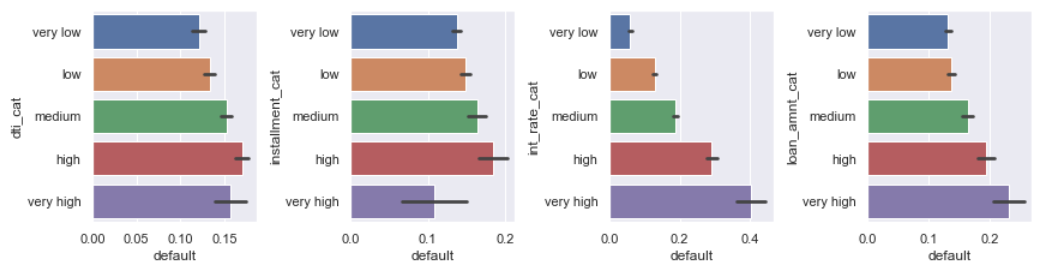 dti_cat
very low
low
medium
high
very high
0.00 0.05 0.10 0.15
default
installment_cat
very low
low
medium
high
very high
0.0 0.1 0.2
default
int_rate_cat
very low
low
medium
high
very high
0.0 0.2 0.4
default
loan_amnt_cat
very low
low
medium
high
very high
0.0 0.1 0.2
default